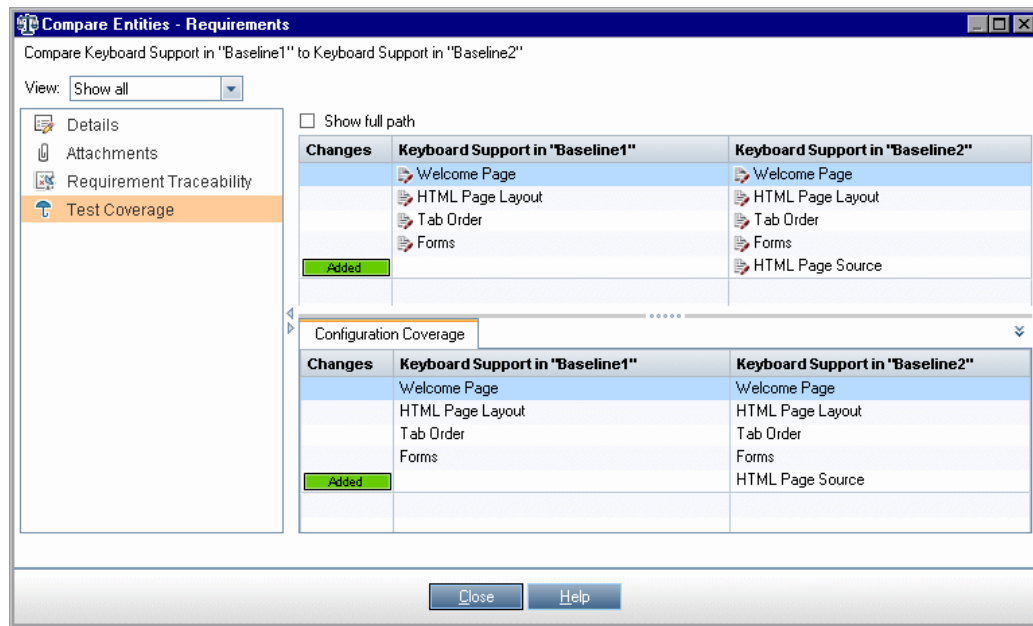 Compare Entities - Requirements
Compare Keyboard Support in "Baseline1" to Keyboard Support in "Baseline2"
View: Show all
Details
Attachments
Requirement Traceability
Test Coverage
Show full path
Changes Keyboard Support in "Baseline1" Keyboard Support in "Baseline2"
Welcome Page Welcome Page
HTML Page Layout HTML Page Layout
Tab Order Tab Order
Forms Forms
Added HTML Page Source
Configuration Coverage
Changes Keyboard Support in "Baseline1" Keyboard Support in "Baseline2"
Welcome Page Welcome Page
HTML Page Layout HTML Page Layout
Tab Order Tab Order
Forms Forms
Added HTML Page Source
Close Help